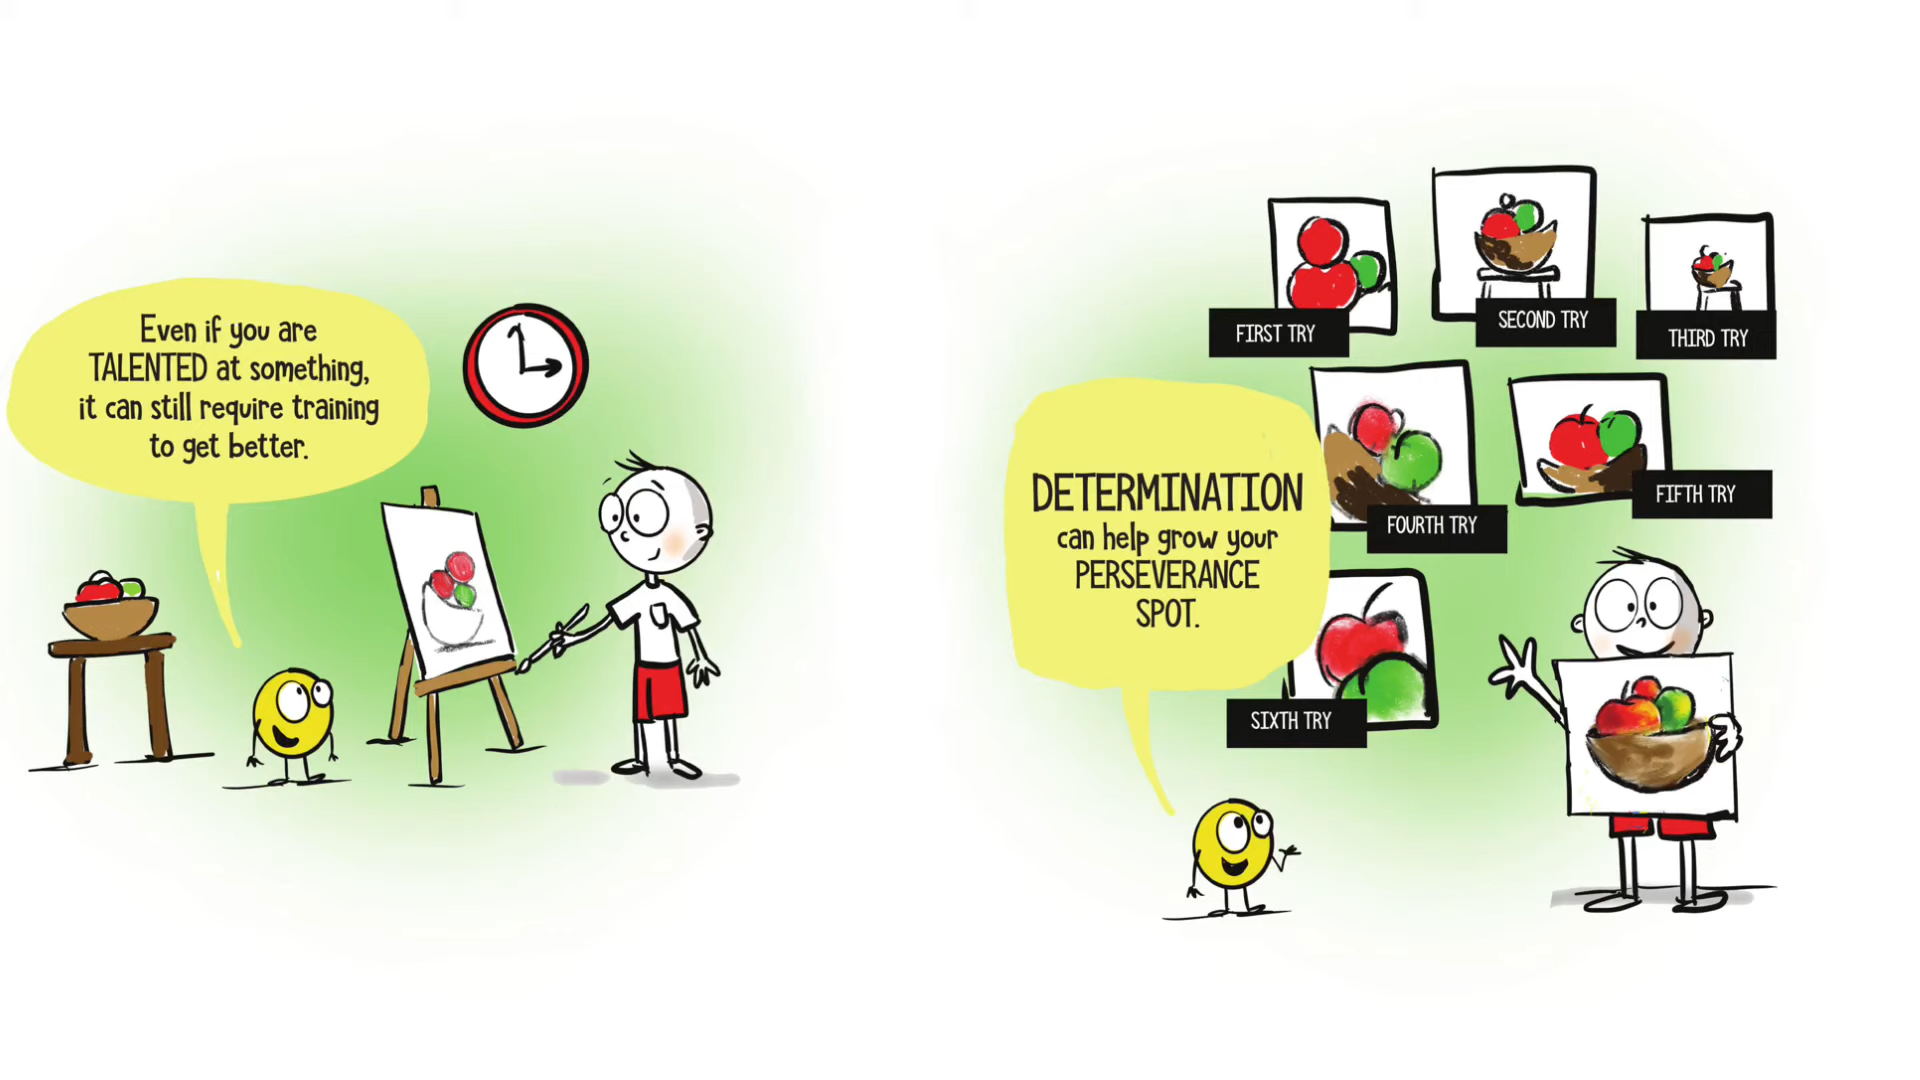 Even if you are
TALENTED at something,
it can still require training
to get better.
FIRST TRY
SECOND TRY
THIRD TRY
FOURTH TRY
FIFTH TRY
SIXTH TRY
DETERMINATION
can help grow your
PERSEVERANCE
SPOT.